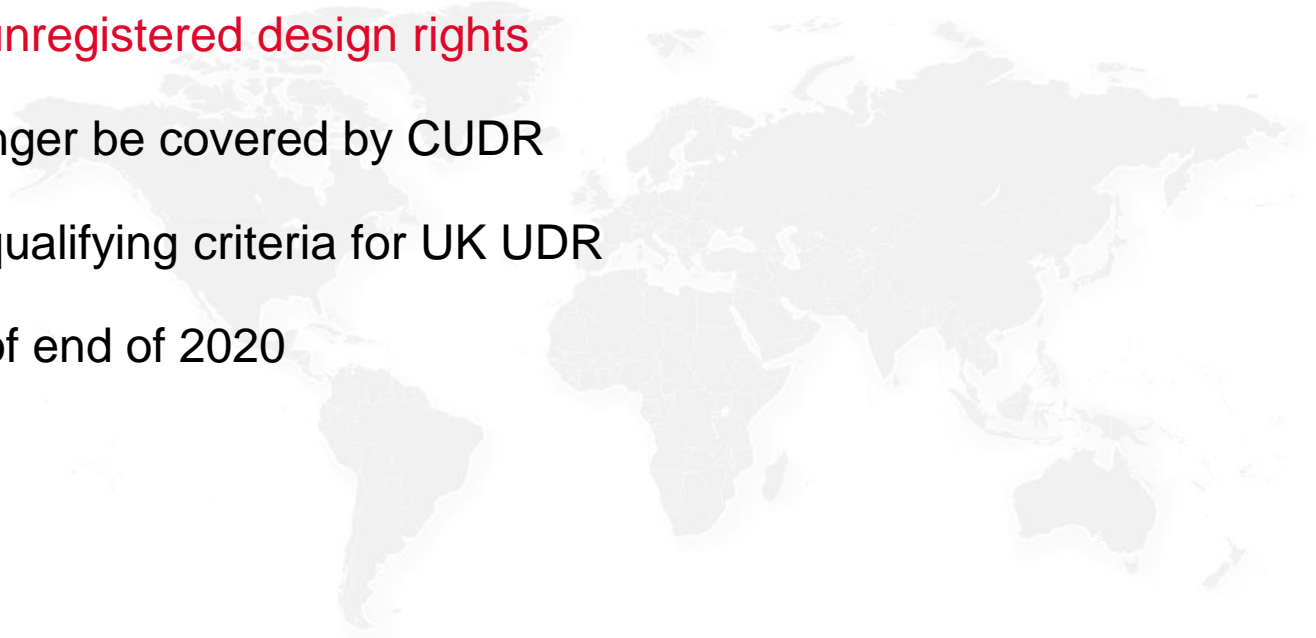 unregistered design rights
nger be covered by CUDR
qualifying criteria for UK UDR
of end of 2020